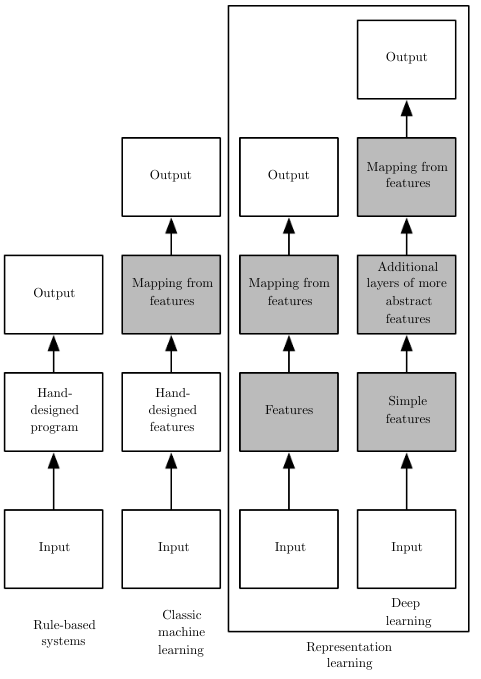 Output
Mapping from
features
Output
Output
Additional
layers of more
abstract
features
Mapping from
features
Mapping from
features
Output
Simple
features
Features
Hand-
designed
features
Hand-
designed
program
Input
Input
Input
Input
Deep
learning
Classic
machine
learning
Rule-based
systems
Representation
learning